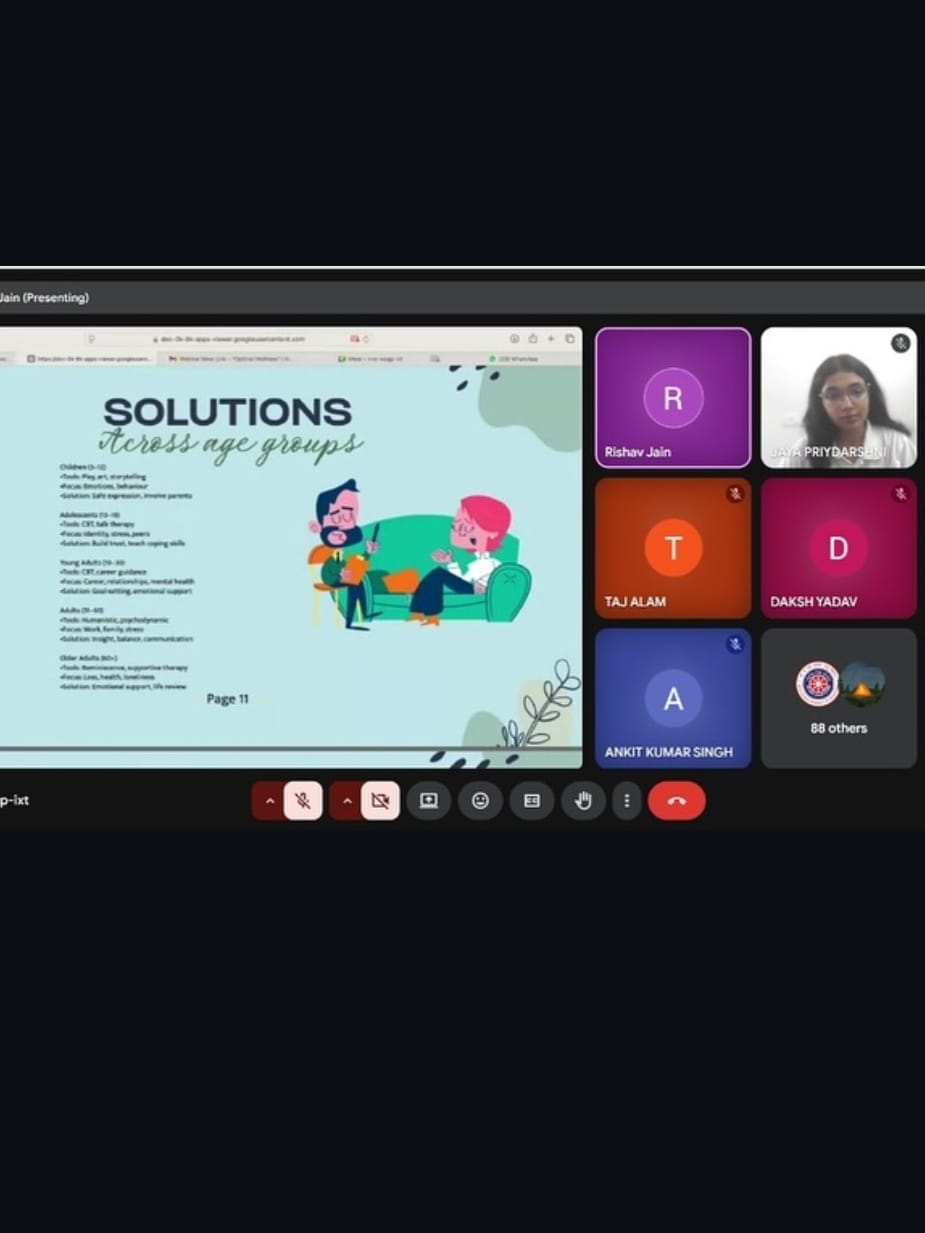 Jain (Presenting)
SOLUTIONS
Across age groups
Children (5–12)
•Tools: Play, art, storytelling
•Focus: Emotions, behaviour
•Solution: Safe expression, involve parents
Adolescents (13–18)
•Tools: CBT, talk therapy
•Focus: Identity, stress, peers
•Solution: Build trust, teach coping skills
Young Adults (19–30)
•Tools: CBT, career guidance
•Focus: Career, relationships, mental health
•Solution: Goal-setting, emotional support
Adults (31–60)
•Tools: Humanistic, psychodynamic
•Focus: Work, family, stress
•Solution: Insight, balance, communication
Older Adults (60+)
•Tools: Reminiscence, supportive therapy
•Focus: Loss, health, loneliness
•Solution: Emotional support, life review
Page 11
R
Rishav Jain
JAYA PRIYDARSHNI
T
TAJ ALAM
D
DAKSH YADAV
A
ANKIT KUMAR SINGH
88 others
p-ixt